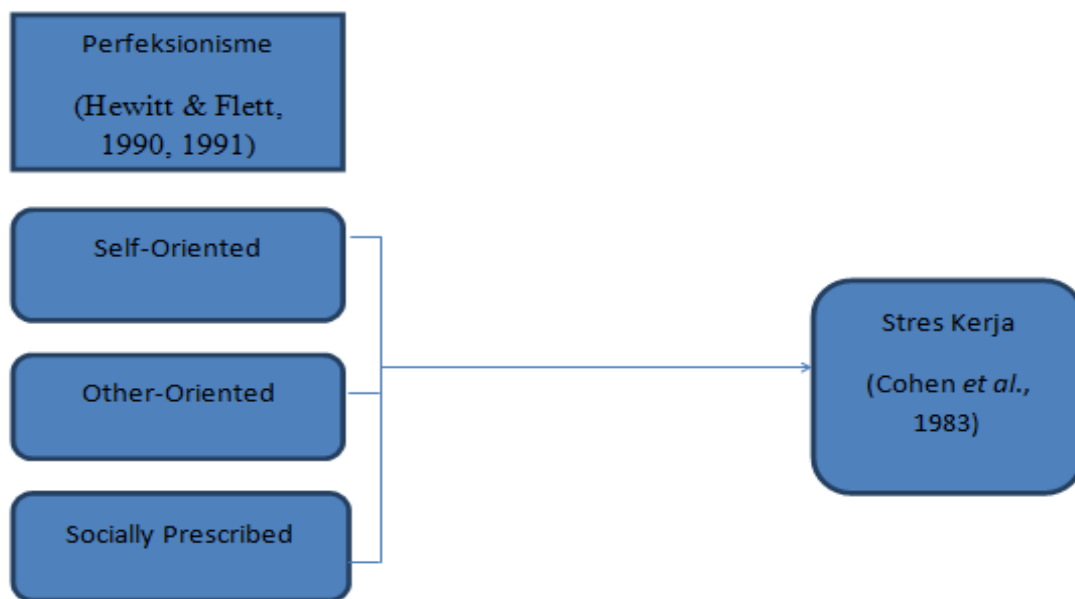 Perfeksionisme
(Hewitt & Flett,
1990, 1991)
Self-Oriented
Other-Oriented
Socially Prescribed
Stres Kerja
(Cohen et al.,
1983)